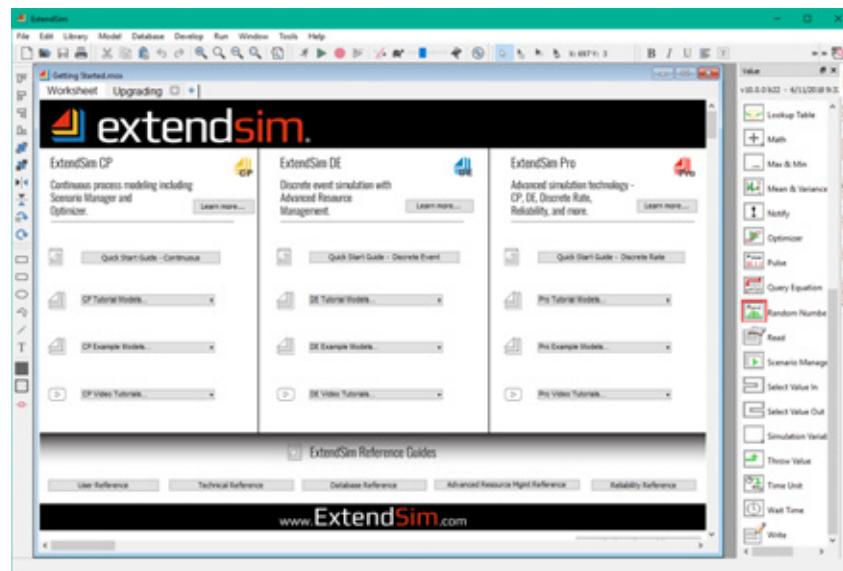 ExtendSim
File Edit Library Model Database Develop Run Window Tools Help
B I U
Getting Started.mox
Worksheet Upgrading
extendsim.
ExtendSim CP
CP
Continuous process modeling including
Scenario Manager and
Optimizer.
Learn more...
Quick Start Guide - Continuous
CP Tutorial Models...
CP Example Models...
CP Video Tutorials...
ExtendSim DE
DE
Discrete event simulation with
Advanced Resource
Management.
Learn more...
Quick Start Guide - Discrete Event
DE Tutorial Models...
DE Example Models...
DE Video Tutorials...
ExtendSim Pro
Pro
Advanced simulation technology -
CP, DE, Discrete Rate,
Reliability, and more.
Learn more...
Quick Start Guide - Discrete Rate
Pro Tutorial Models...
Pro Example Models...
Pro Video Tutorials...
ExtendSim Reference Guides
User Reference Technical Reference Database Reference Advanced Resource Mgmt Reference Reliability Reference
www.ExtendSim.com
Value
Lookup Table
Math
Max & Min
Mean & Variance
Notify
Optimizer
Pulse
Query Equation
Random Numbe
Read
Scenario Manage
Select Value In
Select Value Out
Simulation Variab
Throw Value
Time Unit
Wait Time
Write